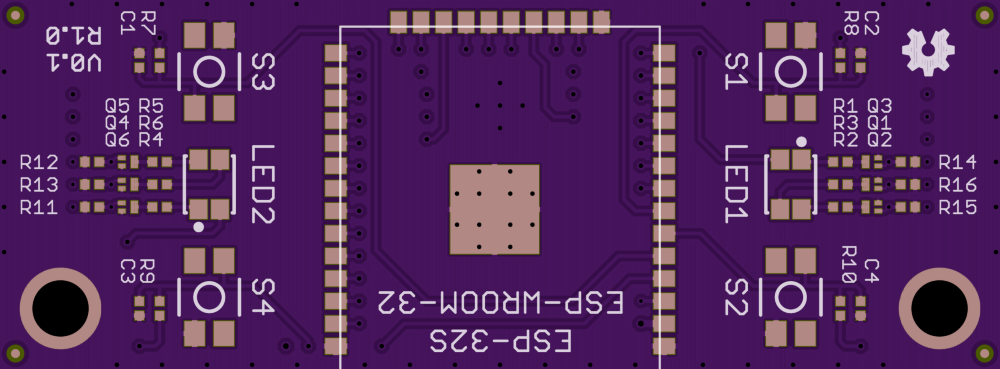 R1.0
V0.1
C1 R7
S3
Q5 R5
Q4 R6
Q6 R4
R12
R13
R11
LED2
C3 R9
S4
ESP-WROOM-32
ESP-32S
R8 C2
S1
R1 Q3
R3 Q1
R2 Q2
R14
R16
R15
LED1
R10 C4
S2